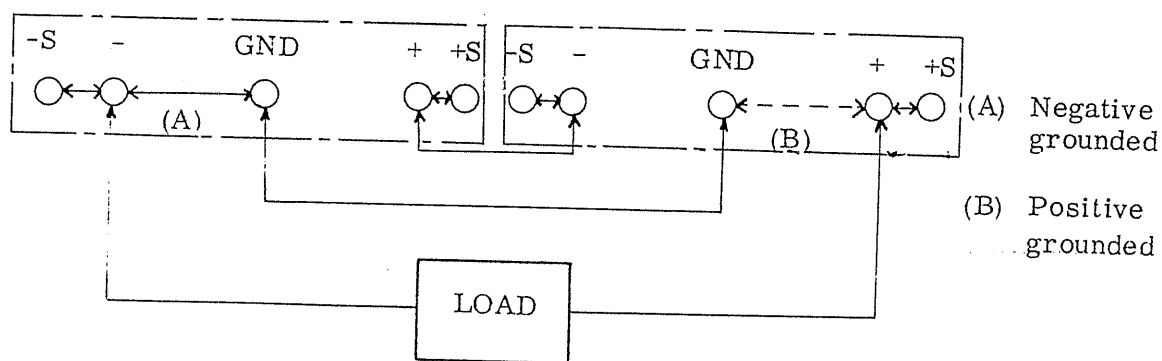 -S - GND + +S -S - GND + +S
(A) (B)
(A) Negative
grounded
(B) Positive
grounded
LOAD